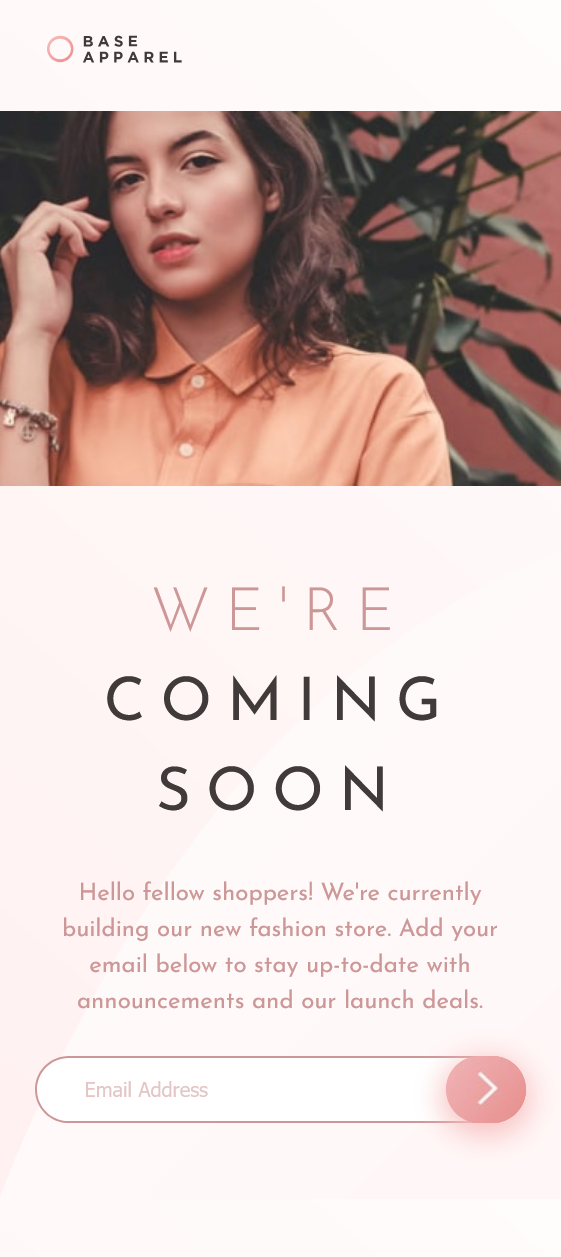 BASE
APPAREL
WE'RE
COMING
SOON
Hello fellow shoppers! We're currently
building our new fashion store. Add your
email below to stay up-to-date with
announcements and our launch deals.
Email Address